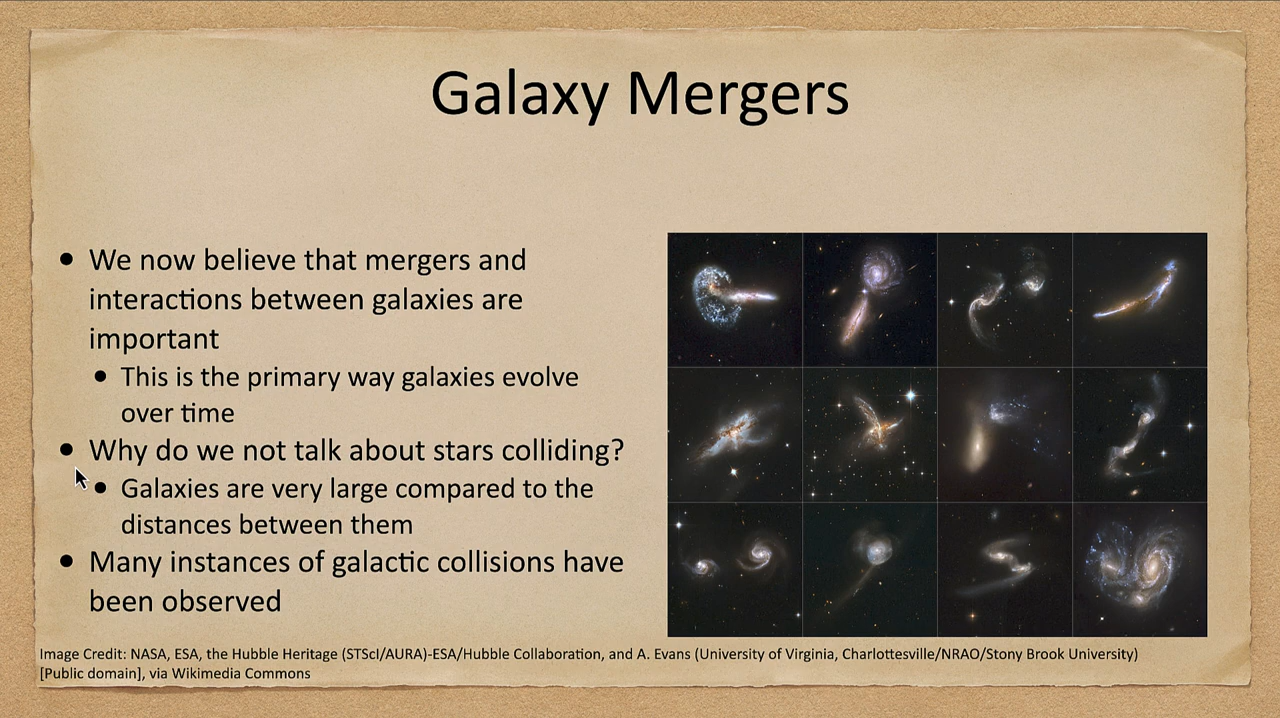 Galaxy Mergers
• We now believe that mergers and
interactions between galaxies are
important
• This is the primary way galaxies evolve
over time
• Why do we not talk about stars colliding?
• Galaxies are very large compared to the
distances between them
• Many instances of galactic collisions have
been observed
Image Credit: NASA, ESA, the Hubble Heritage (STScI/AURA)-ESA/Hubble Collaboration, and A. Evans (University of Virginia, Charlottesville/NRAO/Stony Brook University)
[Public domain], via Wikimedia Commons